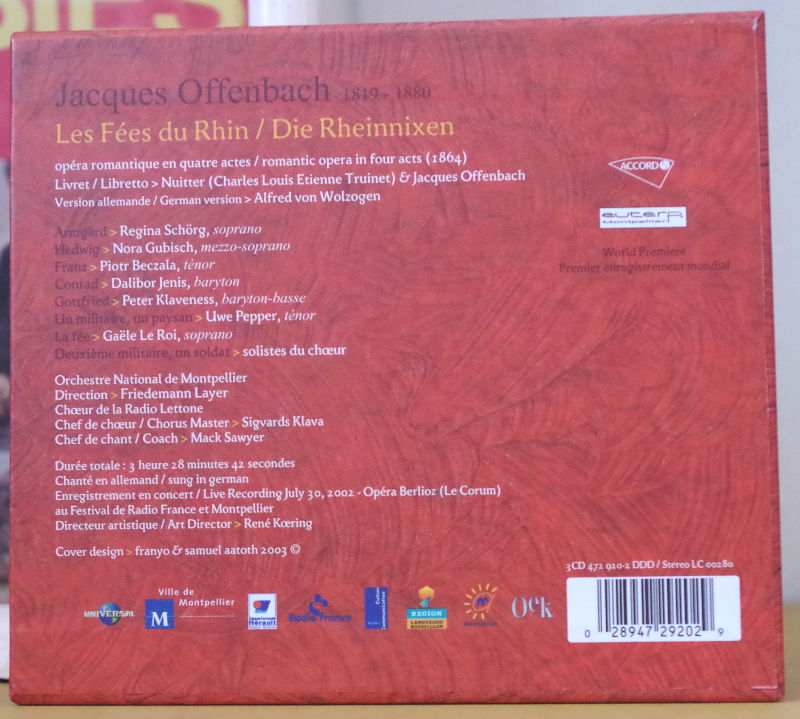 Jacques Offenbach 1819 - 1880
Les Fées du Rhin / Die Rheinnixen
opéra romantique en quatre actes / romantic opera in four acts (1864)
Livret / Libretto > Nuitter (Charles Louis Etienne Truinet) & Jacques Offenbach
Version allemande / German version > Alfred von Wolzogen
ACCORD
euterp
Montpellier
World Premiere
Premier enregistrement mondial
Armgard > Regina Schörg, soprano
Hedwig > Nora Gubisch, mezzo-soprano
Franz > Piotr Beczala, ténor
Conrad > Dalibor Jenis, baryton
Gottfried > Peter Klaveness, baryton-basse
Un militaire, un paysan > Uwe Pepper, ténor
La fée > Gaële Le Roi, soprano
Deuxième militaire, un soldat > solistes du chœur
Orchestre National de Montpellier
Direction > Friedemann Layer
Chœur de la Radio Lettone
Chef de chœur / Chorus Master > Sigvards Klava
Chef de chant / Coach > Mack Sawyer
Durée totale : 3 heure 28 minutes 42 secondes
Chanté en allemand / sung in german
Enregistrement en concert / Live Recording July 30, 2002 - Opéra Berlioz (Le Corum)
au Festival de Radio France et Montpellier
Directeur artistique / Art Director > René Kœring
Cover design > franyo & samuel aatoth 2003 ©
3CD 472 920-2 DDD / Stereo LC 00280
UNIVERSAL
Ville de
Montpellier
M
Hérault
Radio France
Culture
Communication
REGION
LANGUEDOC
ROUSSILLON
Oek
0 28947 29202 9